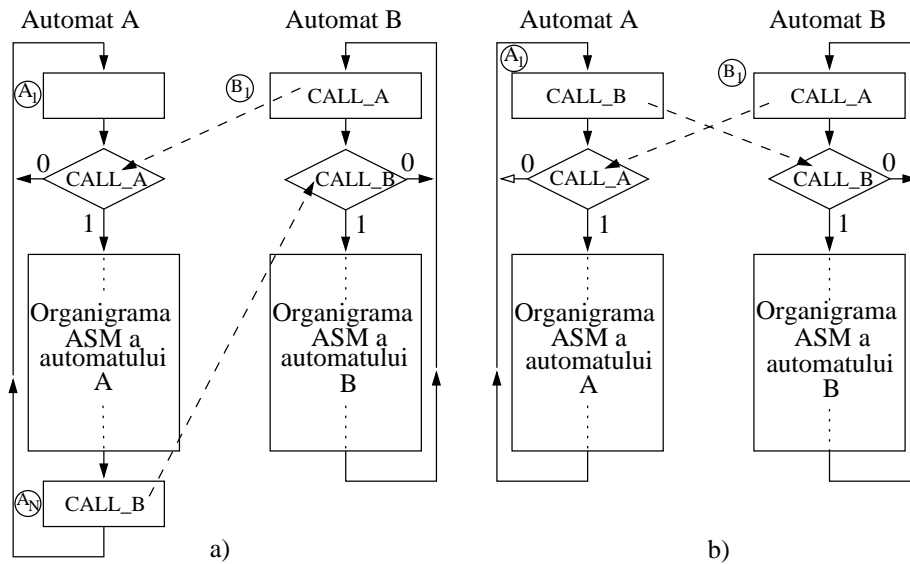 Automat A
A1
CALL_A
0
1
Organigrama
ASM a
automatului
A
AN
CALL_B
Automat B
B1
CALL_A
CALL_B
0
1
Organigrama
ASM a
automatului
B
a)
Automat A
A1
CALL_B
CALL_A
0
1
Organigrama
ASM a
automatului
A
Automat B
B1
CALL_A
CALL_B
0
1
Organigrama
ASM a
automatului
B
b)